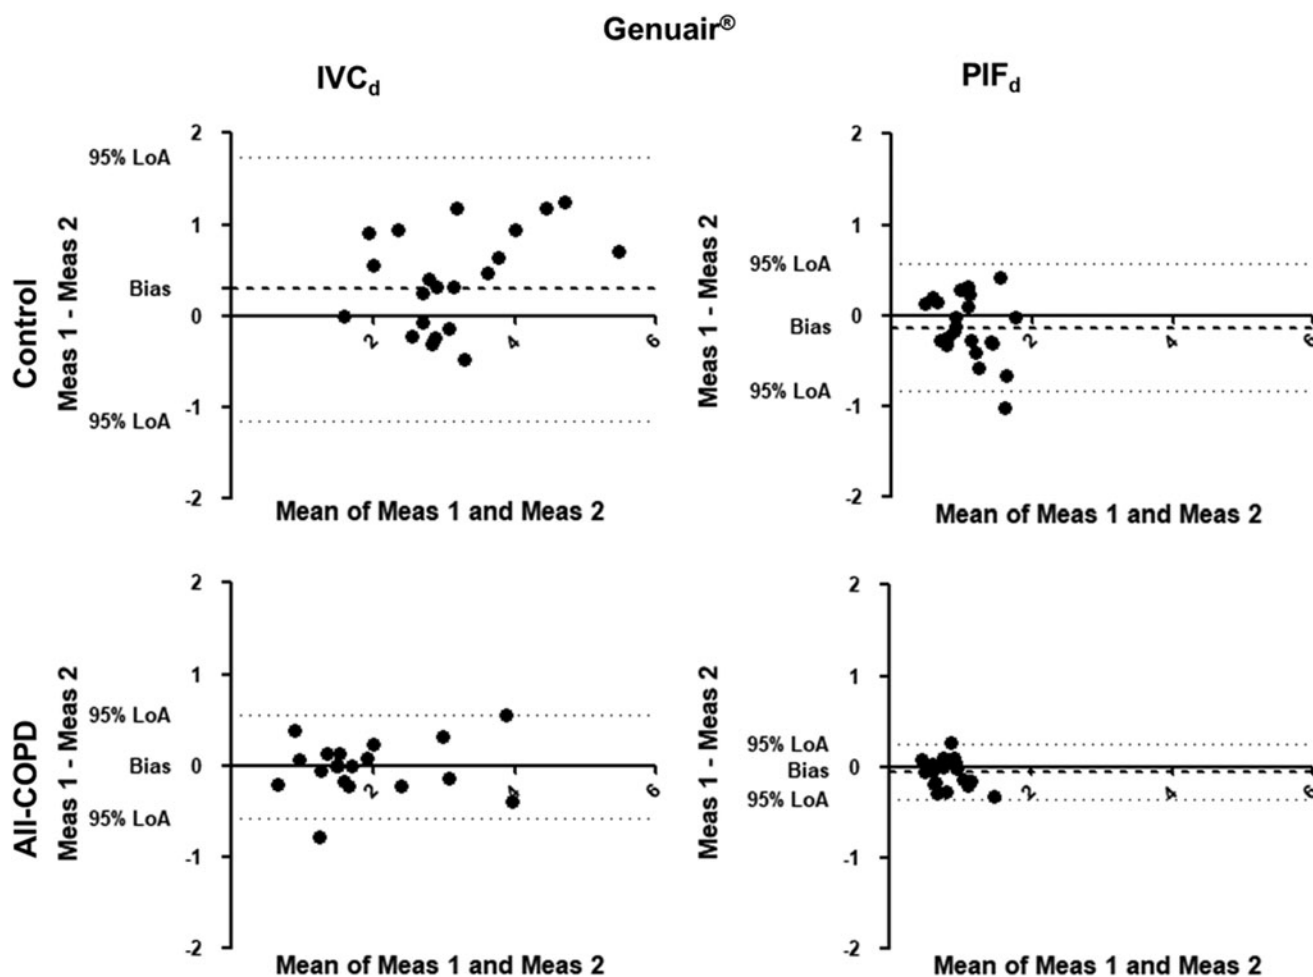 Genuair®
IVCd
PIFd
Control
Meas 1 - Meas 2
2
95% LoA
1
Bias
0
-1
95% LoA
-2
2
4
6
Mean of Meas 1 and Meas 2
Meas 1 - Meas 2
2
1
95% LoA
0
Bias
95% LoA
-1
-2
2
4
6
Mean of Meas 1 and Meas 2
All-COPD
Meas 1 - Meas 2
2
1
95% LoA
Bias
0
95% LoA
-1
-2
2
4
6
Mean of Meas 1 and Meas 2
Meas 1 - Meas 2
2
1
95% LoA
Bias
0
95% LoA
-1
-2
2
4
6
Mean of Meas 1 and Meas 2